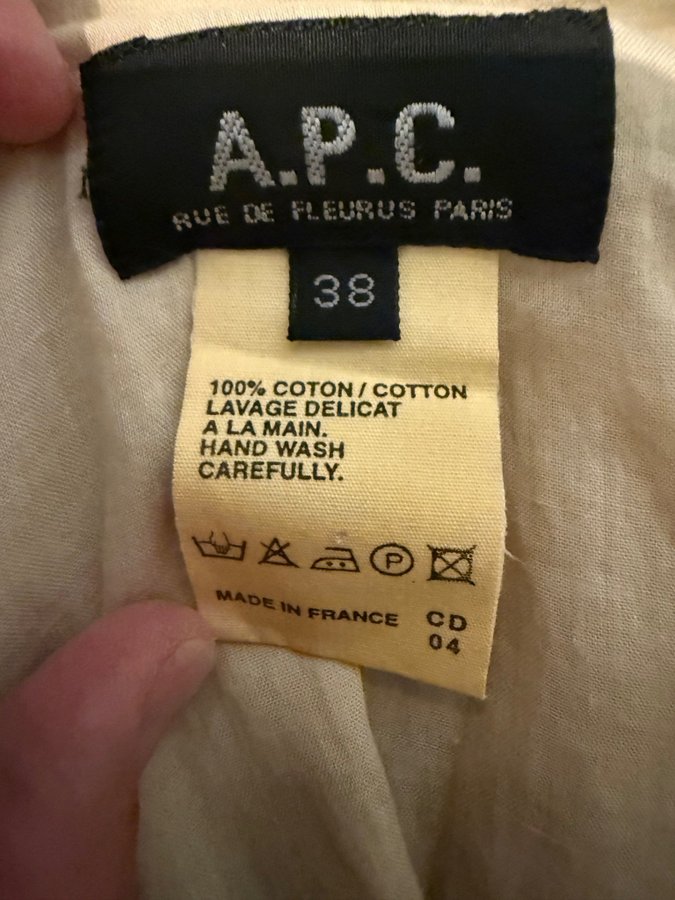 A.P.C.
RUE DE FLEURUS PARIS
38
100% COTON / COTTON
LAVAGE DELICAT
A LA MAIN.
HAND WASH
CAREFULLY.
P
MADE IN FRANCE CD
04